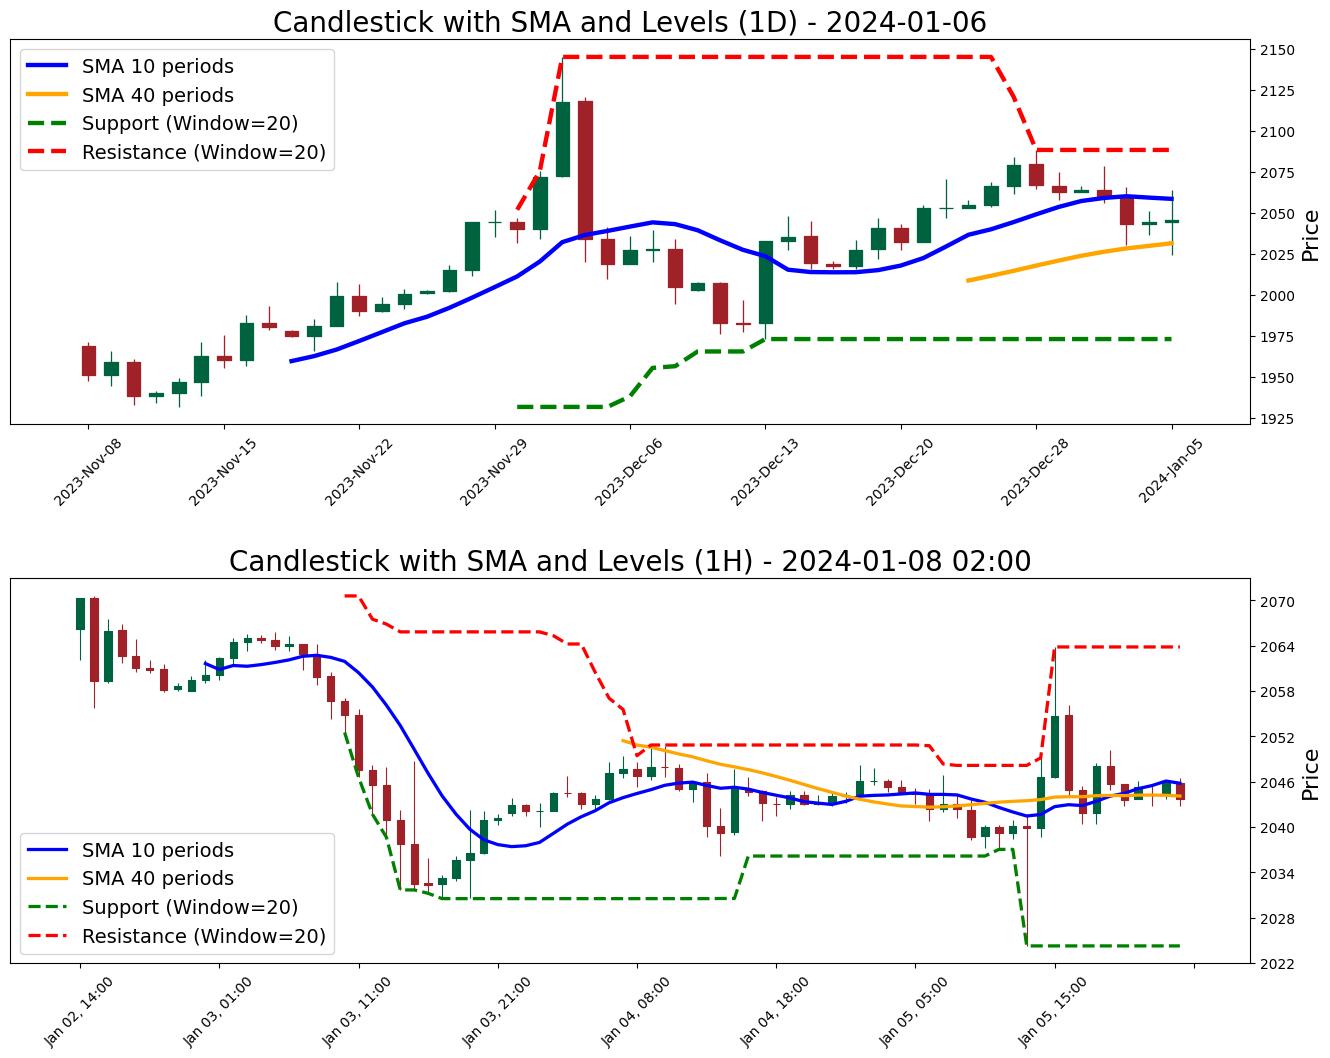 Candlestick with SMA and Levels (1D) - 2024-01-06
SMA 10 periods
SMA 40 periods
Support (Window=20)
Resistance (Window=20)
2150
2125
2100
2075
2050
2025
2000
1975
1950
1925
Price
2023-Nov-08
2023-Nov-15
2023-Nov-22
2023-Nov-29
2023-Dec-06
2023-Dec-13
2023-Dec-20
2023-Dec-28
2024-Jan-05
Candlestick with SMA and Levels (1H) - 2024-01-08 02:00
2070
2064
2058
2052
2046
2040
2034
2028
2022
Price
SMA 10 periods
SMA 40 periods
Support (Window=20)
Resistance (Window=20)
Jan 02, 14:00
Jan 03, 01:00
Jan 03, 11:00
Jan 03, 21:00
Jan 04, 08:00
Jan 04, 18:00
Jan 05, 05:00
Jan 05, 15:00